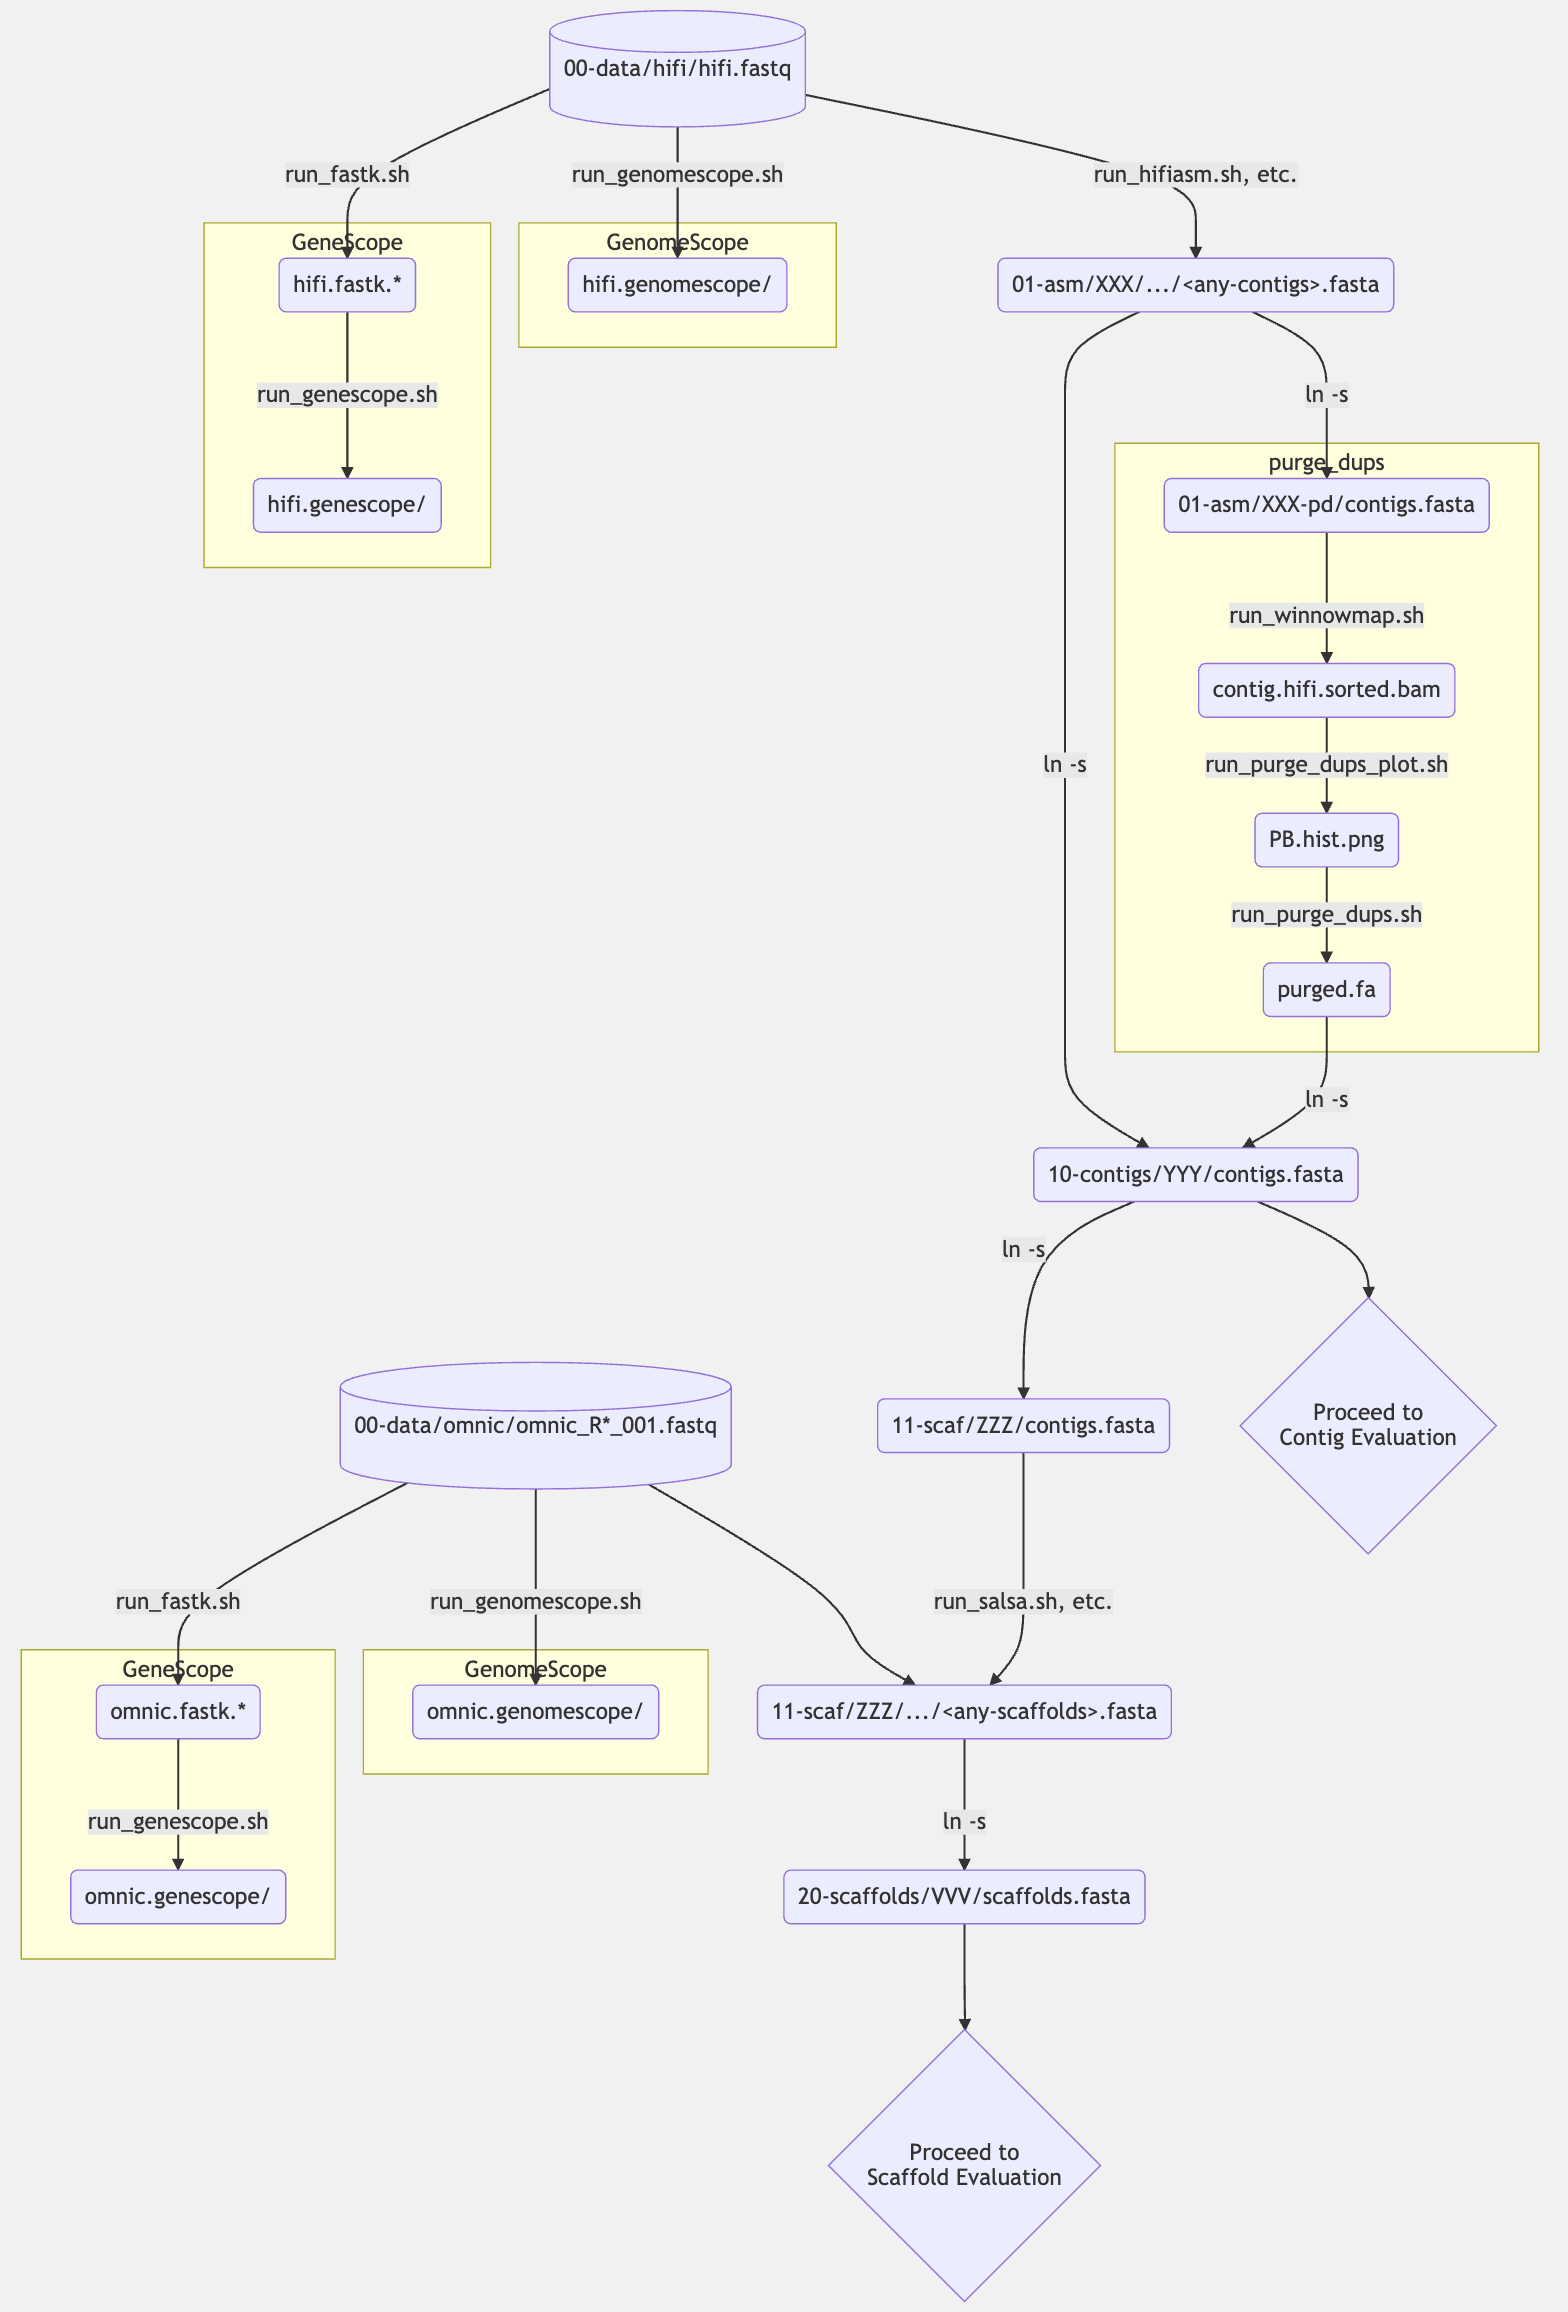 00-data/hifi/hifi.fastq
run_fastk.sh
run_genomescope.sh
run_hifiasm.sh, etc.
GeneScope
GenomeScope
hifi.fastk.*
hifi.genomescope/
01-asm/XXX/.../<any-contigs>.fasta
run_genescope.sh
ln -s
purge_dups
hifi.genescope/
01-asm/XXX-pd/contigs.fasta
run_winnowmap.sh
contig.hifi.sorted.bam
ln -s
run_purge_dups_plot.sh
PB.hist.png
run_purge_dups.sh
purged.fa
ln -s
10-contigs/YYY/contigs.fasta
ln -s
00-data/omnic/omnic_R*_001.fastq
11-scaf/ZZZ/contigs.fasta
Proceed to
Contig Evaluation
run_fastk.sh
run_genomescope.sh
run_salsa.sh, etc.
GeneScope
GenomeScope
omnic.fastk.*
omnic.genomescope/
11-scaf/ZZZ/.../<any-scaffolds>.fasta
run_genescope.sh
ln -s
omnic.genescope/
20-scaffolds/VVV/scaffolds.fasta
Proceed to
Scaffold Evaluation